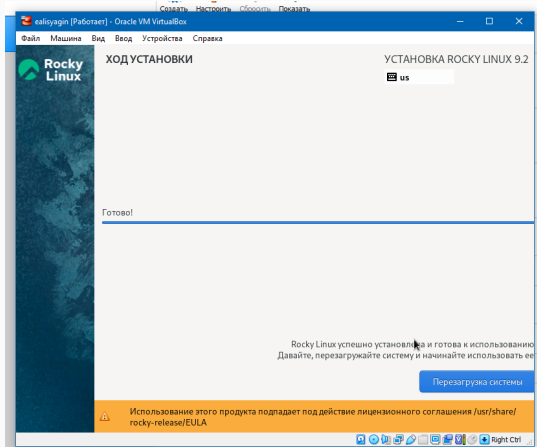 Создать Настроить Сбросить Показать
ealisyagin [Работает] - Oracle VM VirtualBox
Файл Машина Вид Ввод Устройства Справка
Rocky
Linux
ХОД УСТАНОВКИ
УСТАНОВКА ROCKY LINUX 9.2
us
Готово!
Rocky Linux успешно установлена и готова к использованию
Давайте, перезагружайте систему и начинайте использовать ее
Перезагрузка системы
Использование этого продукта подпадает под действие лицензионного соглашения /usr/share/
rocky-release/EULA
Right Ctrl